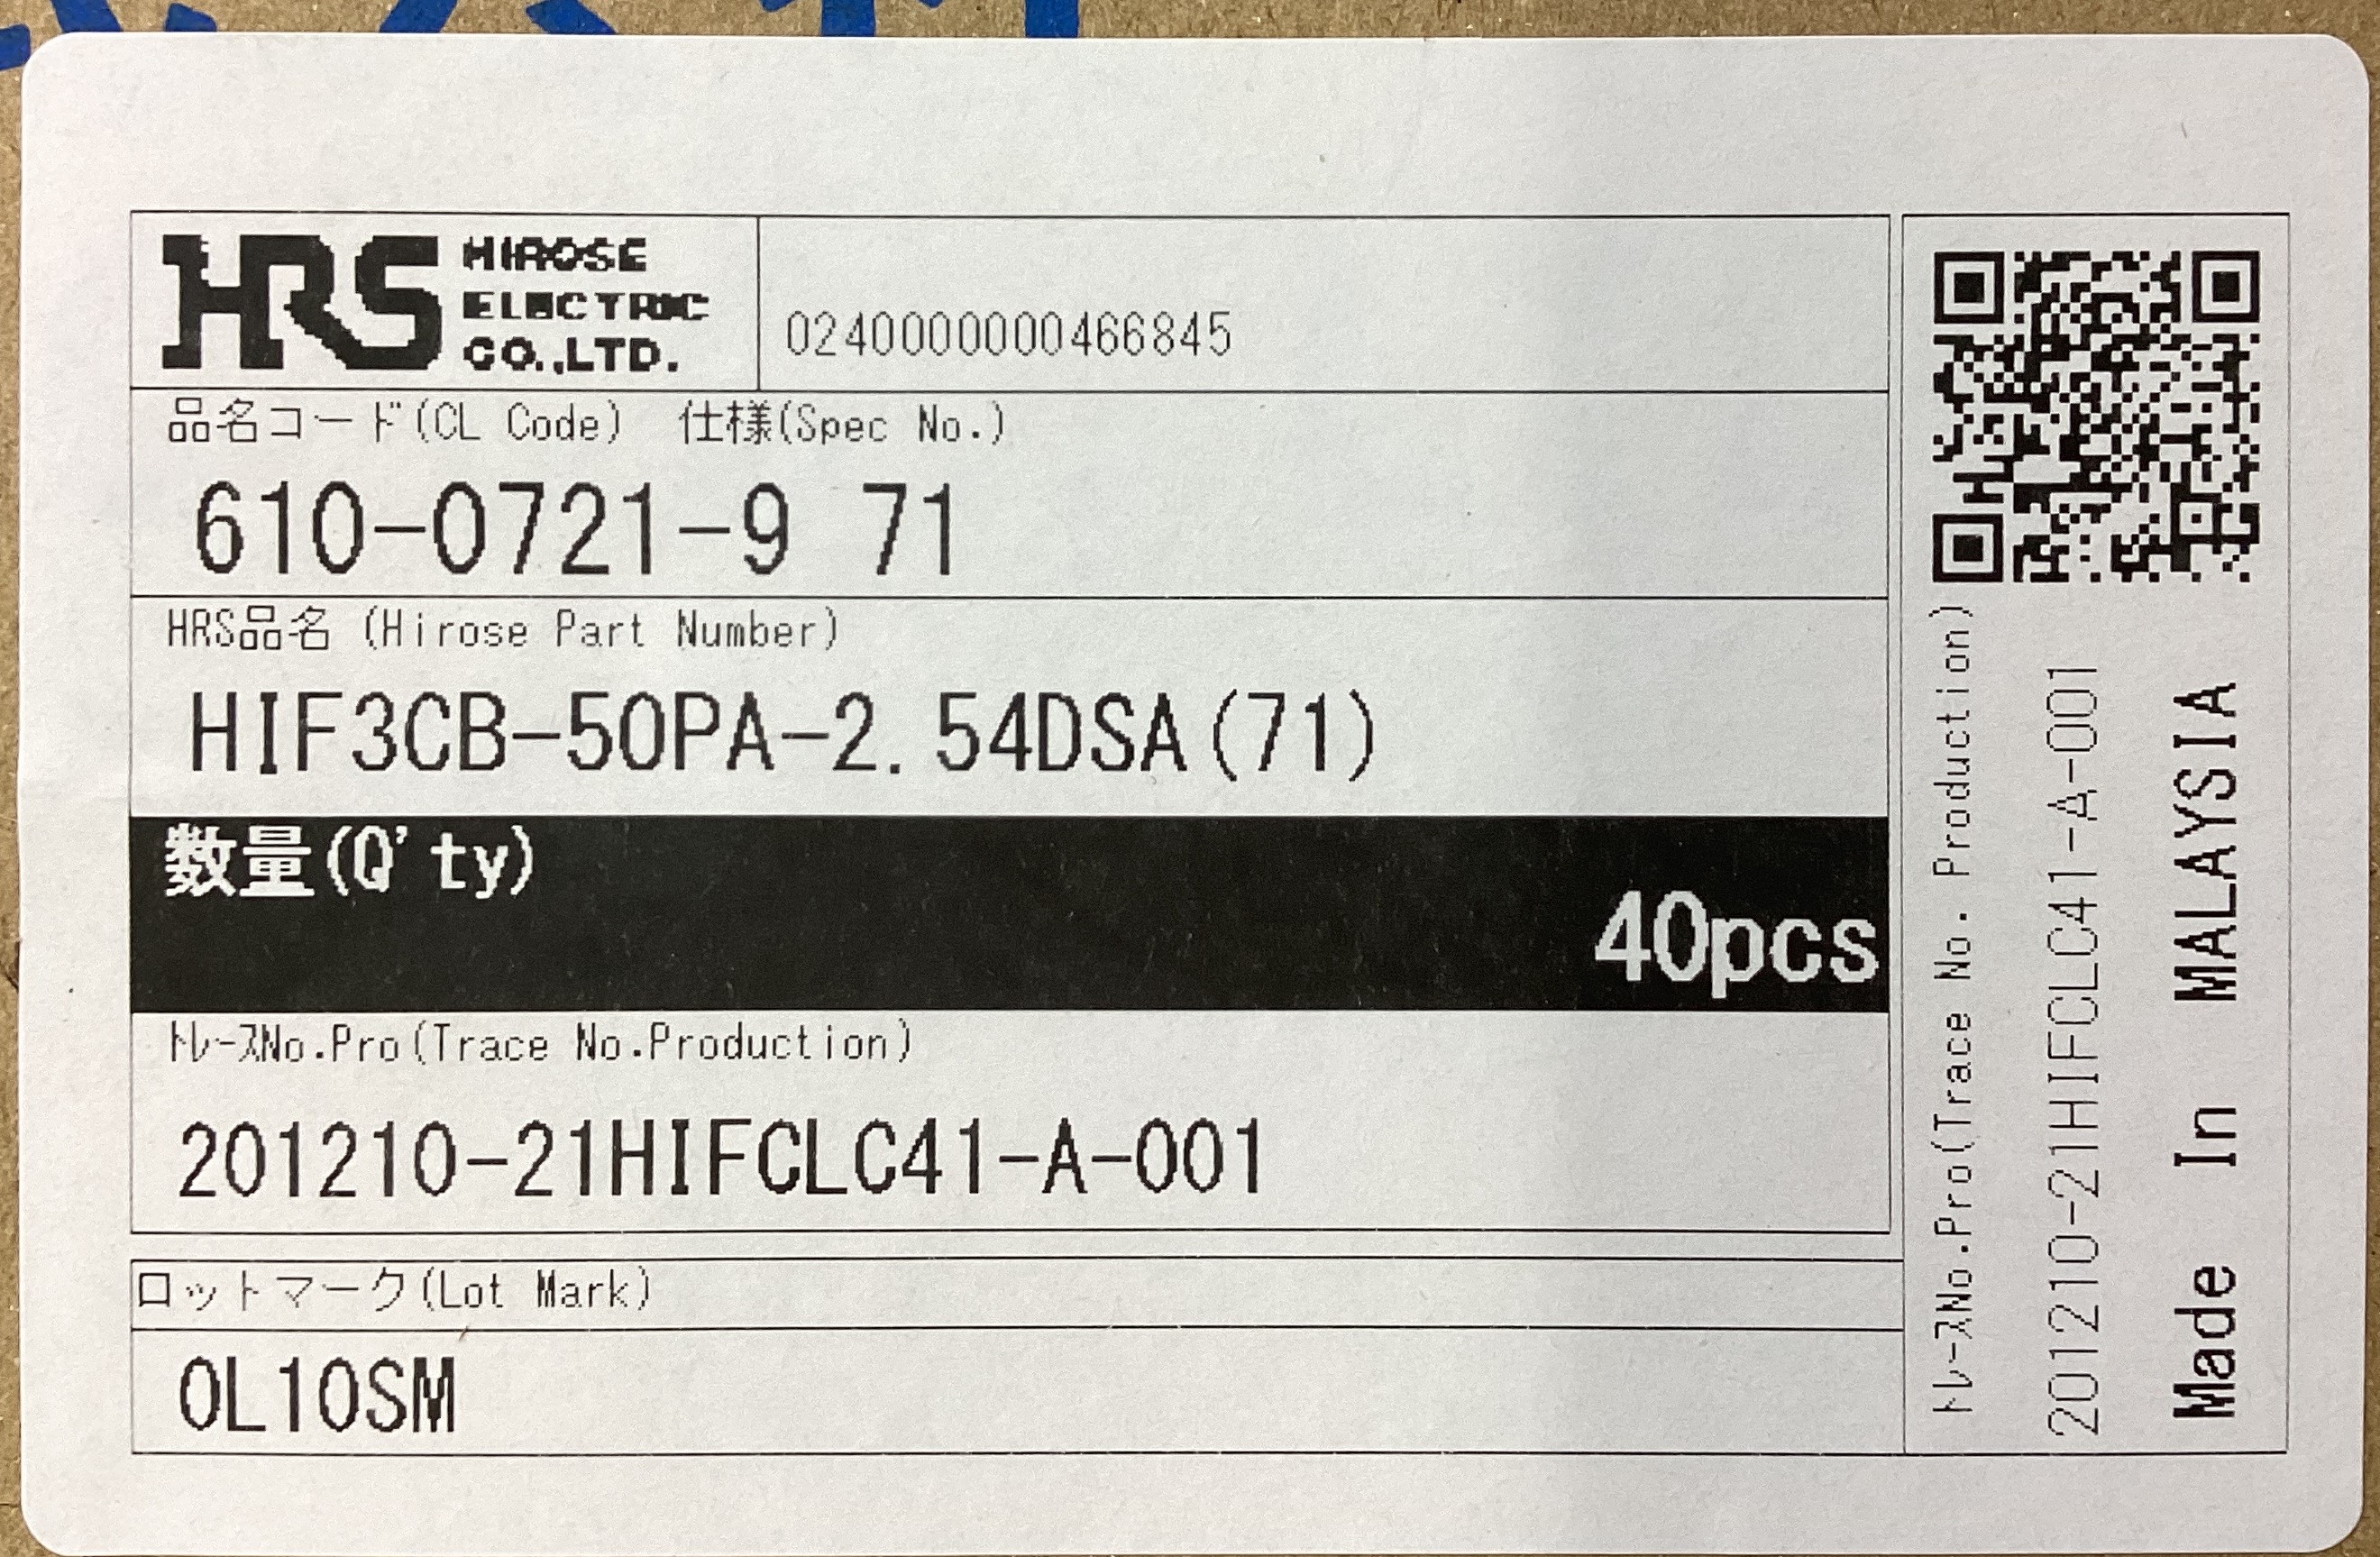 HRS HIROSE
ELECTRIC
CO.,LTD.
0240000000466845
品名コード(CL Code) 仕様(Spec No.)
610-0721-9 71
HRS品名 (Hirose Part Number)
HIF3CB-50PA-2.54DSA(71)
数量(Q'ty)
40pcs
トレースNo.Pro(Trace No.Production)
201210-21HIFCLC41-A-001
ロットマーク(Lot Mark)
0L10SM
トレースNo.Pro(Trace No. Production)
201210-21HIFCLC41-A-001
Made In MALAYSIA